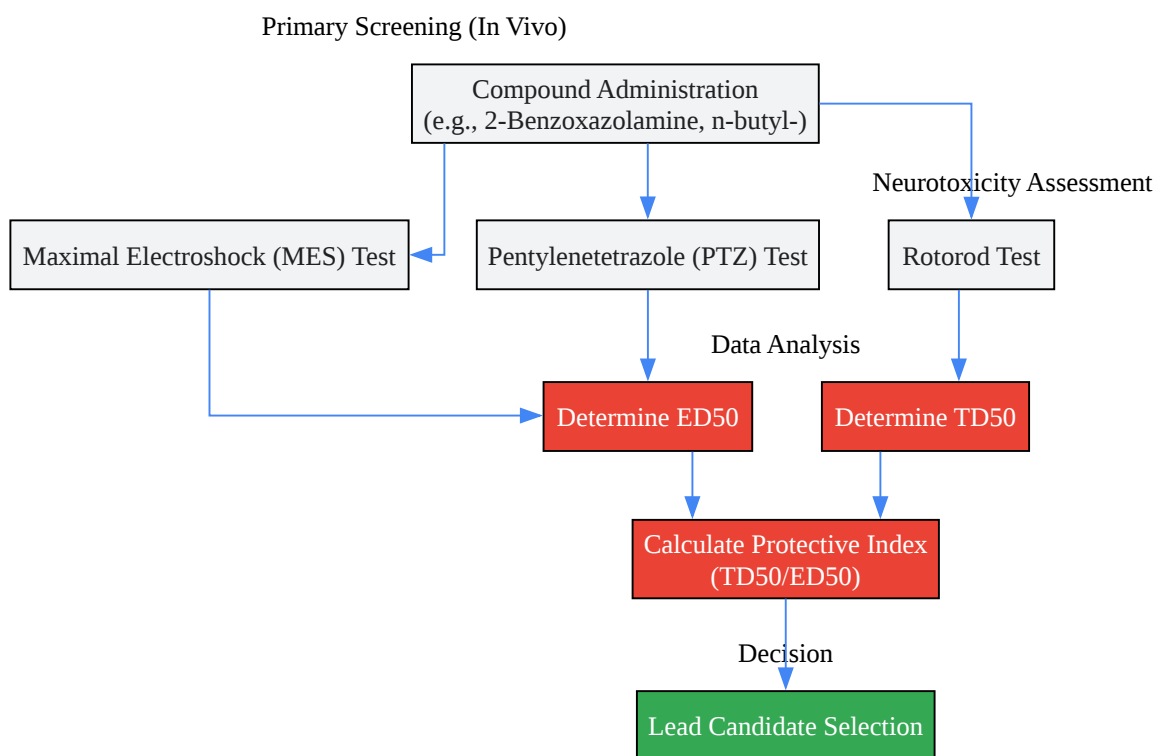 Primary Screening (In Vivo)
Compound Administration
(e.g., 2-Benzoxazolamine, n-butyl-)
Neurotoxicity Assessment
Maximal Electroshock (MES) Test
Pentylenetetrazole (PTZ) Test
Rotorod Test
Data Analysis
Determine ED50
Determine TD50
Calculate Protective Index
(TD50/ED50)
Decision
Lead Candidate Selection